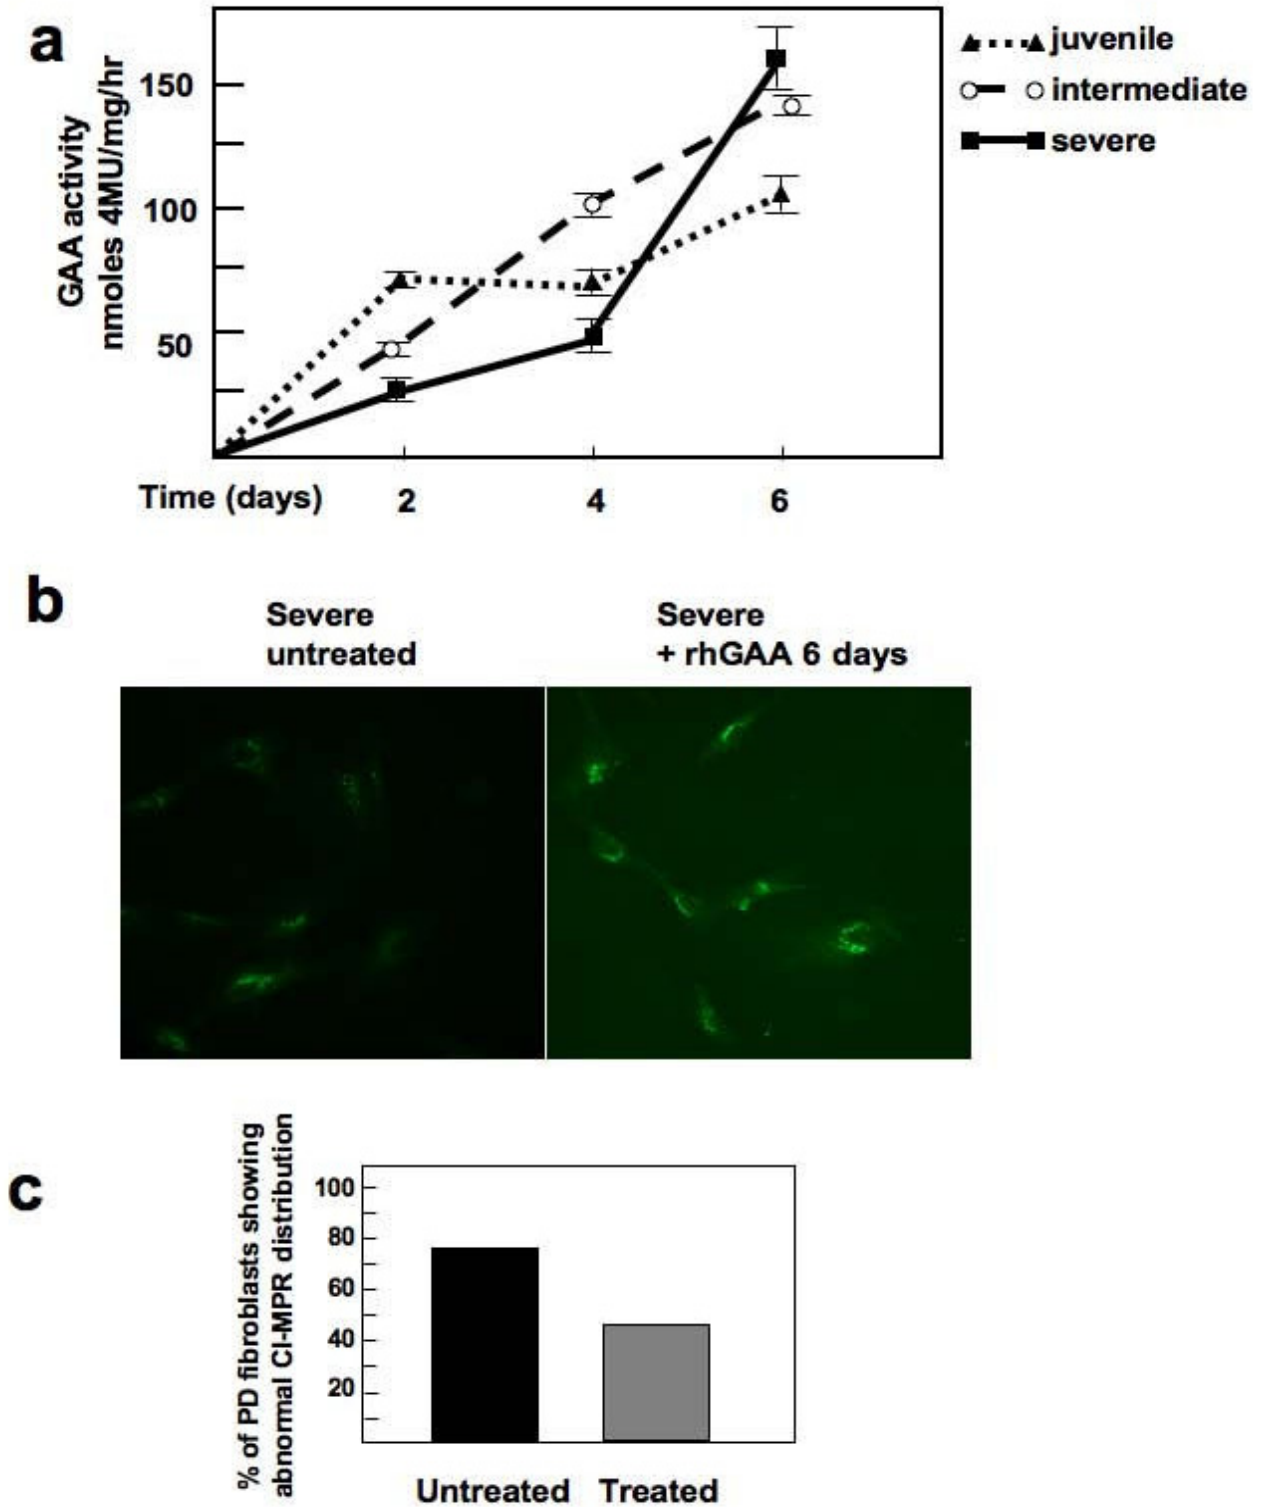 a
GAA activity
nmoles 4MU/mg/hr
150
100
50
Time (days)
2
4
6
juvenile
intermediate
severe
b
Severe
untreated
Severe
+ rhGAA 6 days
c
% of PD fibroblasts showing
abnormal CI-MPR distribution
100
80
60
40
20
Untreated
Treated